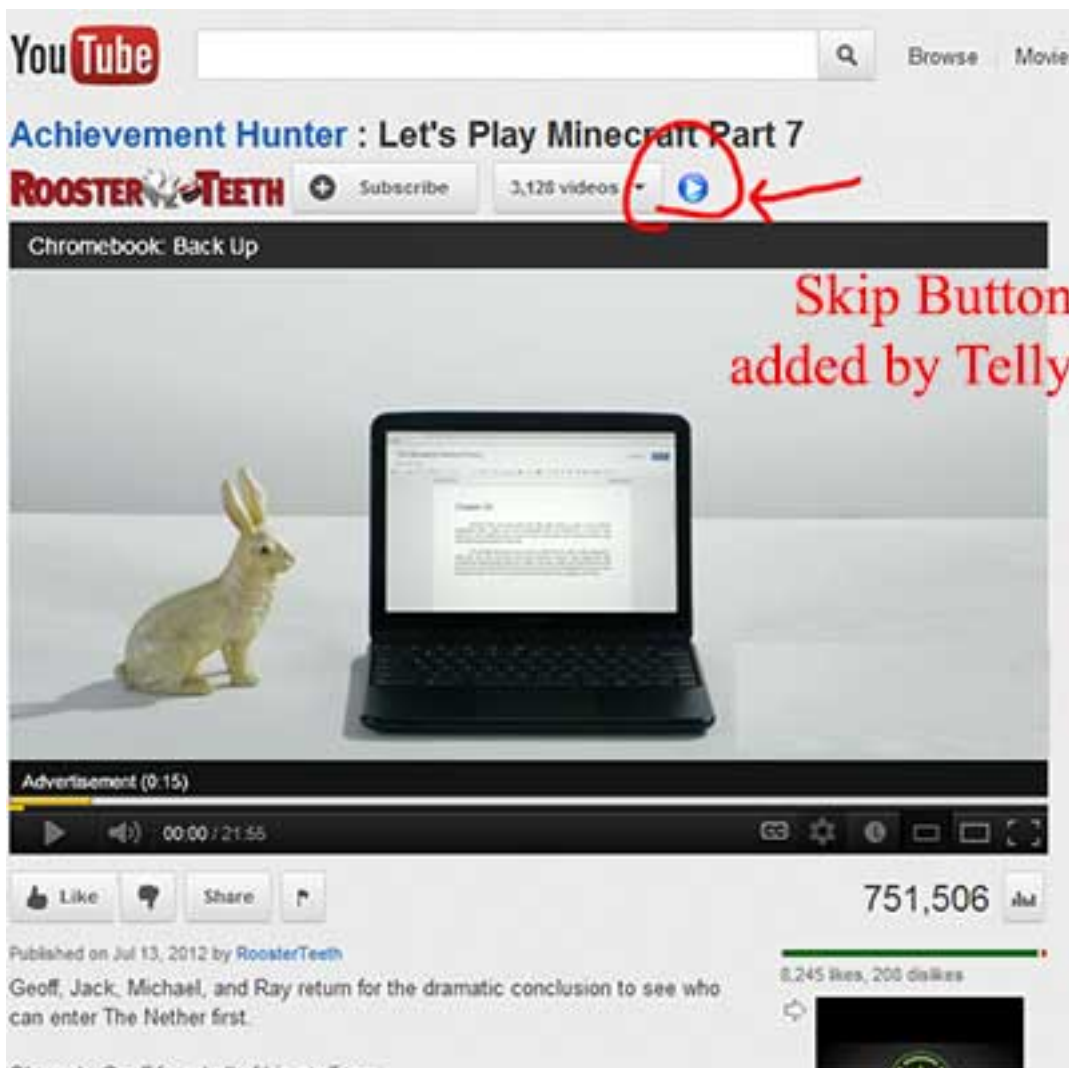 YouTube
Browse Movie
Achievement Hunter : Let's Play Minecraft Part 7
ROOSTER TEETH Subscribe 3,128 videos
Chromebook: Back Up
Skip Button
added by Telly
Advertisement (0:15)
00:00 / 21:55
CC
Like Share 751,506
Published on Jul 13, 2012 by RoosterTeeth
8,245 likes, 208 dislikes
Geoff, Jack, Michael, and Ray return for the dramatic conclusion to see who
can enter The Nether first.